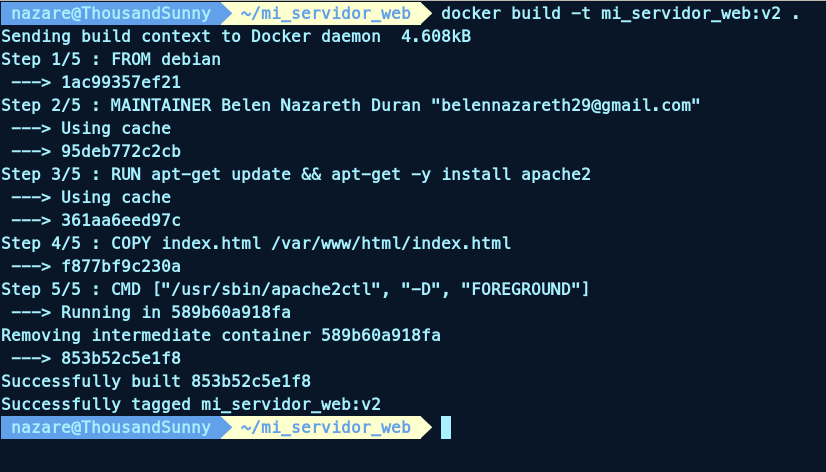 nazare@ThousandSunny ~/mi_servidor_web docker build -t mi_servidor_web:v2 .
Sending build context to Docker daemon  4.608kB
Step 1/5 : FROM debian
 ---> 1ac99357ef21
Step 2/5 : MAINTAINER Belen Nazareth Duran "belennazareth29@gmail.com"
 ---> Using cache
 ---> 95deb772c2cb
Step 3/5 : RUN apt-get update && apt-get -y install apache2
 ---> Using cache
 ---> 361aa6eed97c
Step 4/5 : COPY index.html /var/www/html/index.html
 ---> f877bf9c230a
Step 5/5 : CMD ["/usr/sbin/apache2ctl", "-D", "FOREGROUND"]
 ---> Running in 589b60a918fa
Removing intermediate container 589b60a918fa
 ---> 853b52c5e1f8
Successfully built 853b52c5e1f8
Successfully tagged mi_servidor_web:v2
nazare@ThousandSunny ~/mi_servidor_web